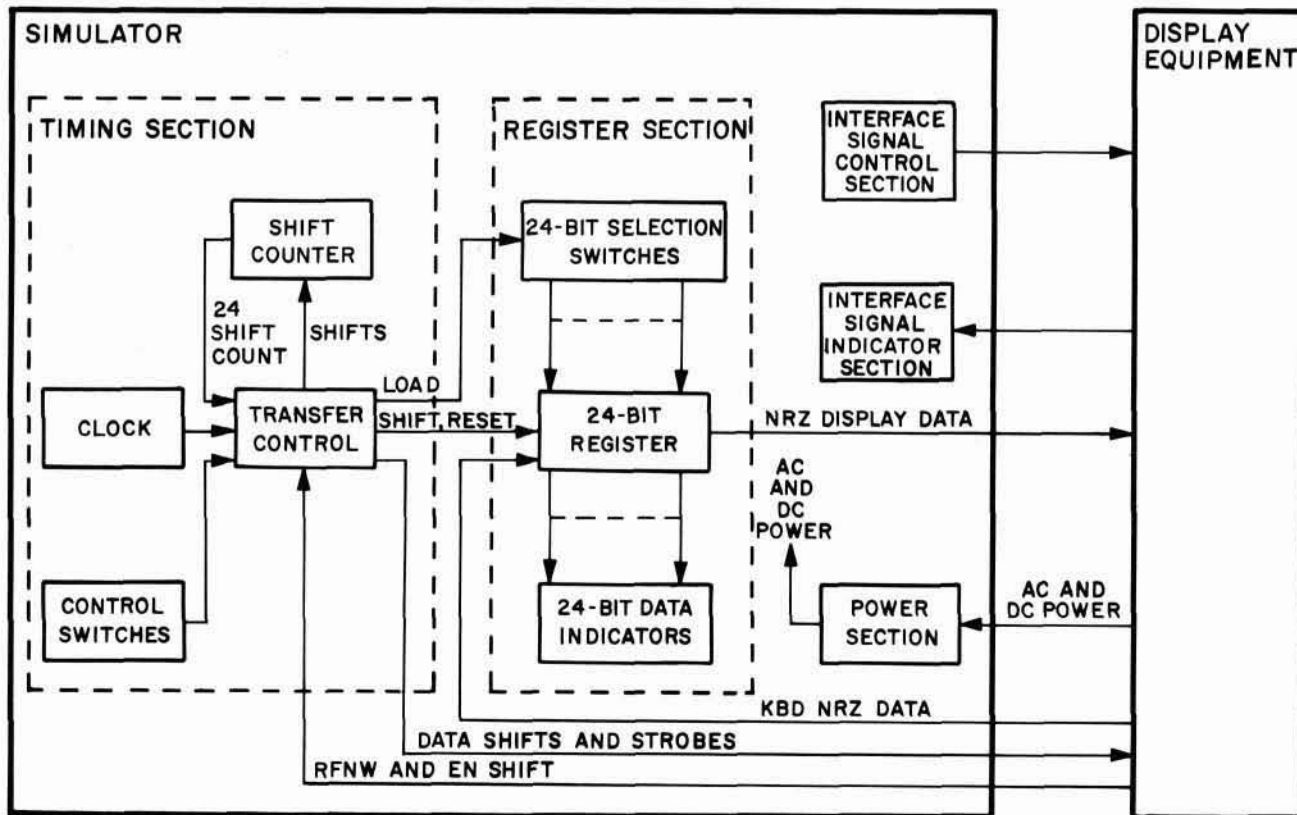 SIMULATOR
DISPLAY
EQUIPMENT
TIMING SECTION
REGISTER SECTION
INTERFACE
SIGNAL
CONTROL
SECTION
SHIFT
COUNTER
24-BIT SELECTION
SWITCHES
24
SHIFT
COUNT
SHIFTS
INTERFACE
SIGNAL
INDICATOR
SECTION
CLOCK
TRANSFER
CONTROL
LOAD
SHIFT, RESET
24-BIT
REGISTER
NRZ DISPLAY DATA
AC
AND
DC
POWER
CONTROL
SWITCHES
24-BIT DATA
INDICATORS
POWER
SECTION
AC AND
DC POWER
KBD NRZ DATA
DATA SHIFTS AND STROBES
RFNW AND EN SHIFT